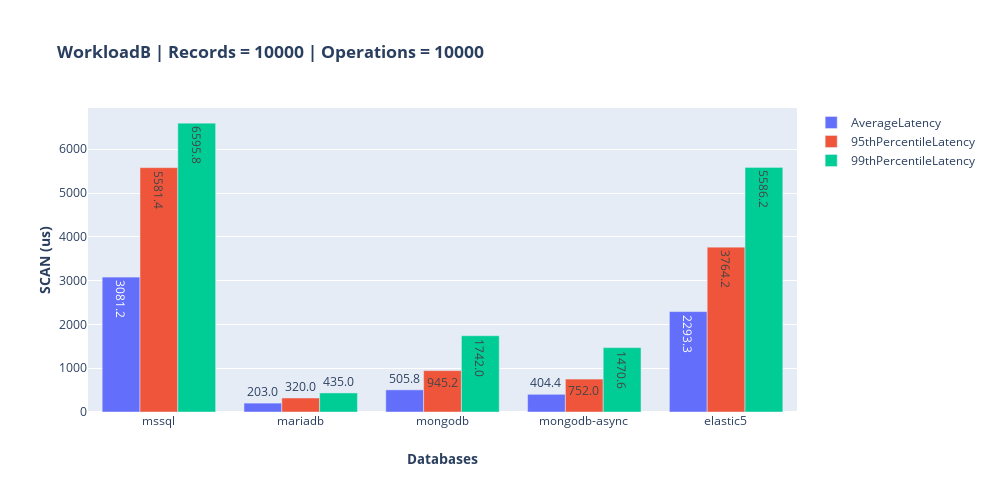 WorkloadB | Records = 10000 | Operations = 10000
AverageLatency
95thPercentileLatency
99thPercentileLatency
SCAN (us)
6000
5000
4000
3000
2000
1000
0
3081.2
5581.4
6595.8
203.0
320.0
435.0
505.8
945.2
1742.0
404.4
752.0
1470.6
2293.3
3764.2
5586.2
mssql
mariadb
mongodb
mongodb-async
elastic5
Databases